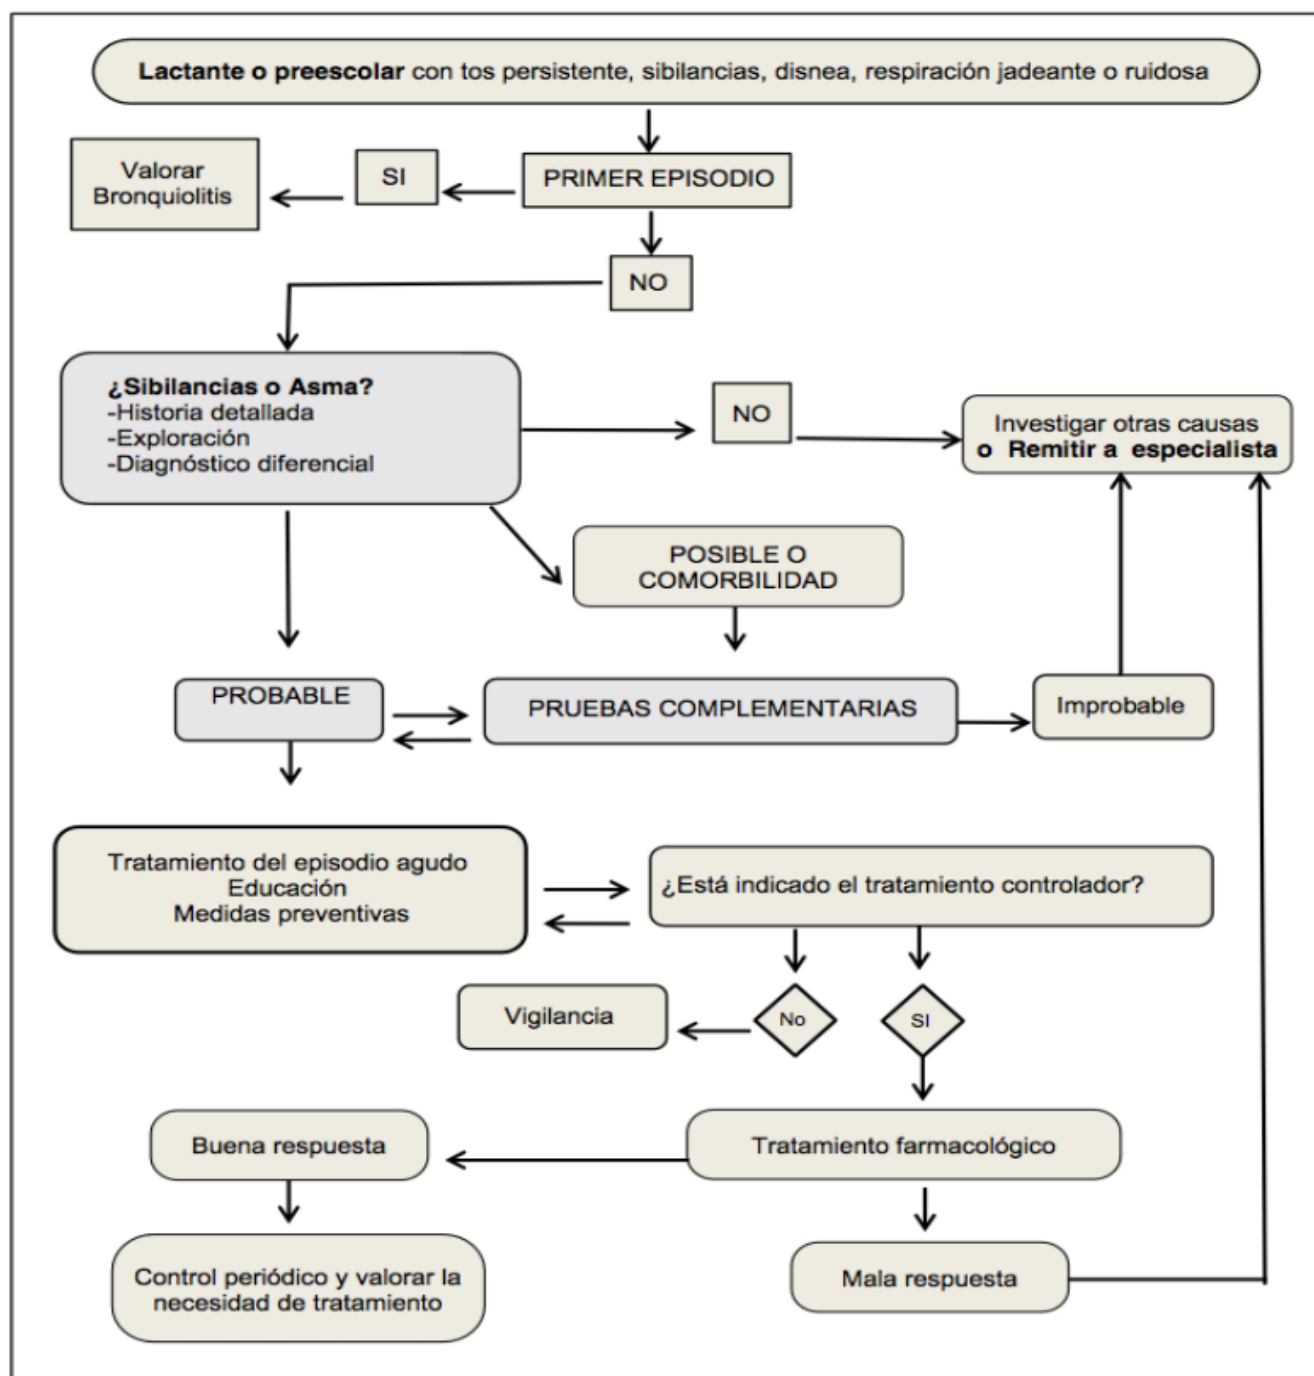 Lactante o preescolar con tos persistente, sibilancias, disnea, respiración jadeante o ruidosa
Valorar
Bronquiolitis
SI
PRIMER EPISODIO
NO
¿Sibilancias o Asma?
-Historia detallada
-Exploración
-Diagnóstico diferencial
NO
Investigar otras causas
o Remitir a especialista
POSIBLE O
COMORBILIDAD
PROBABLE
PRUEBAS COMPLEMENTARIAS
Improbable
Tratamiento del episodio agudo
Educación
Medidas preventivas
¿Está indicado el tratamiento controlador?
Vigilancia
No
SI
Buena respuesta
Tratamiento farmacológico
Control periódico y valorar la
necesidad de tratamiento
Mala respuesta